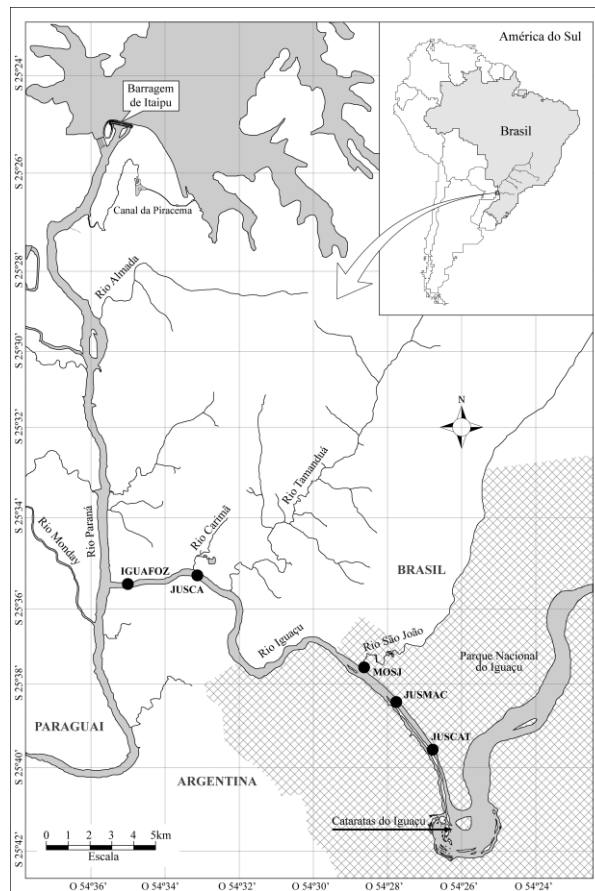 América do Sul
Brasil
Barragem
de Itaipu
Canal da Piracema
Rio Almada
Rio Paraná
Rio Monday
IGUAFOZ
Rio Carimã
JUSCA
Rio Tamanduá
BRASIL
N
Rio Iguaçu
Rio São João
MOSJ
JUSMAC
JUSCAT
Parque Nacional
do Iguaçu
PARAGUAI
ARGENTINA
Cataratas do Iguaçu
0 1 2 3 4 5km
Escala
S 25°24'
S 25°26'
S 25°28'
S 25°30'
S 25°32'
S 25°34'
S 25°36'
S 25°38'
S 25°40'
S 25°42'
O 54°36'
O 54°34'
O 54°32'
O 54°30'
O 54°28'
O 54°26'
O 54°24'